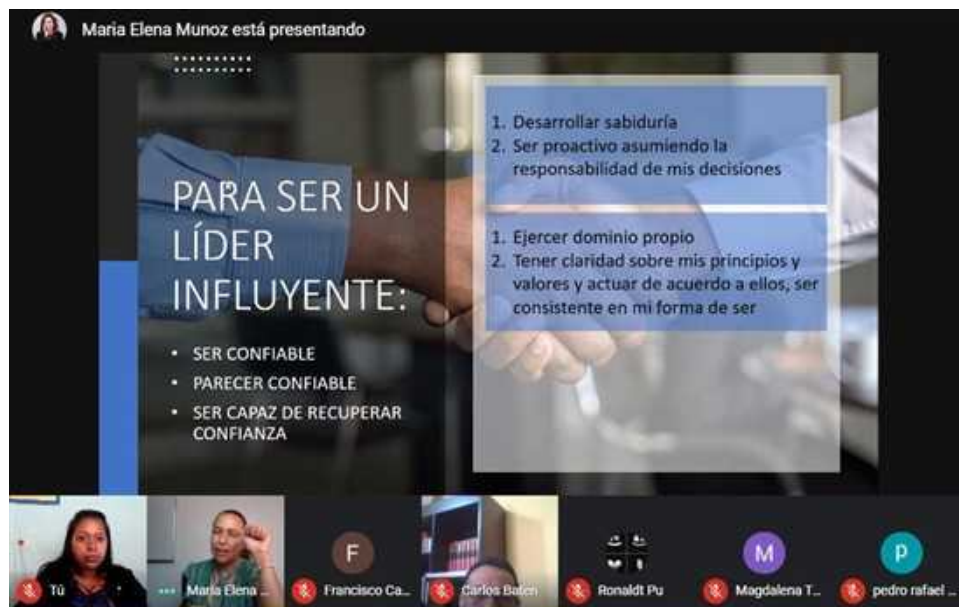 Maria Elena Munoz está presentando
PARA SER UN
LÍDER
INFLUYENTE:
• SER CONFIABLE
• PARECER CONFIABLE
• SER CAPAZ DE RECUPERAR
CONFIANZA
1. Desarrollar sabiduría
2. Ser proactivo asumiendo la
responsabilidad de mis decisiones
1. Ejercer dominio propio
2. Tener claridad sobre mis principios y
valores y actuar de acuerdo a ellos, ser
consistente en mi forma de ser
Tú
Maria Elena ...
F
Francisco Ca...
Carlos Baten
Ronaldt Pu
M
Magdalena T...
p
pedro rafael ...